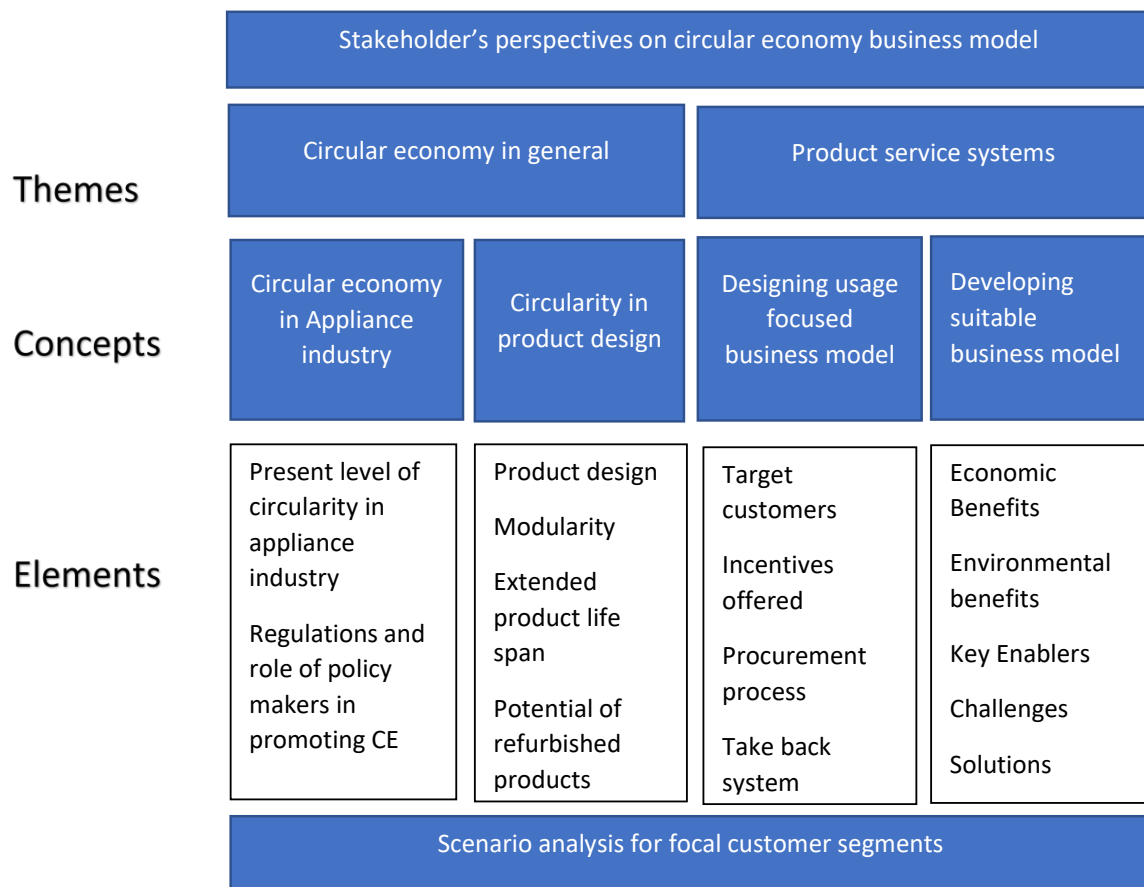 Stakeholder's perspectives on circular economy business model
Circular economy in general
Product service systems
Themes
Circular economy
in Appliance
industry
Circularity in
product design
Designing usage
focused
business model
Developing
suitable
business model
Concepts
Present level of
circularity in
appliance
industry
Regulations and
role of policy
makers in
promoting CE
Product design
Modularity
Extended
product life
span
Potential of
refurbished
products
Target
customers
Incentives
offered
Procurement
process
Take back
system
Economic
Benefits
Environmental
benefits
Key Enablers
Challenges
Solutions
Elements
Scenario analysis for focal customer segments